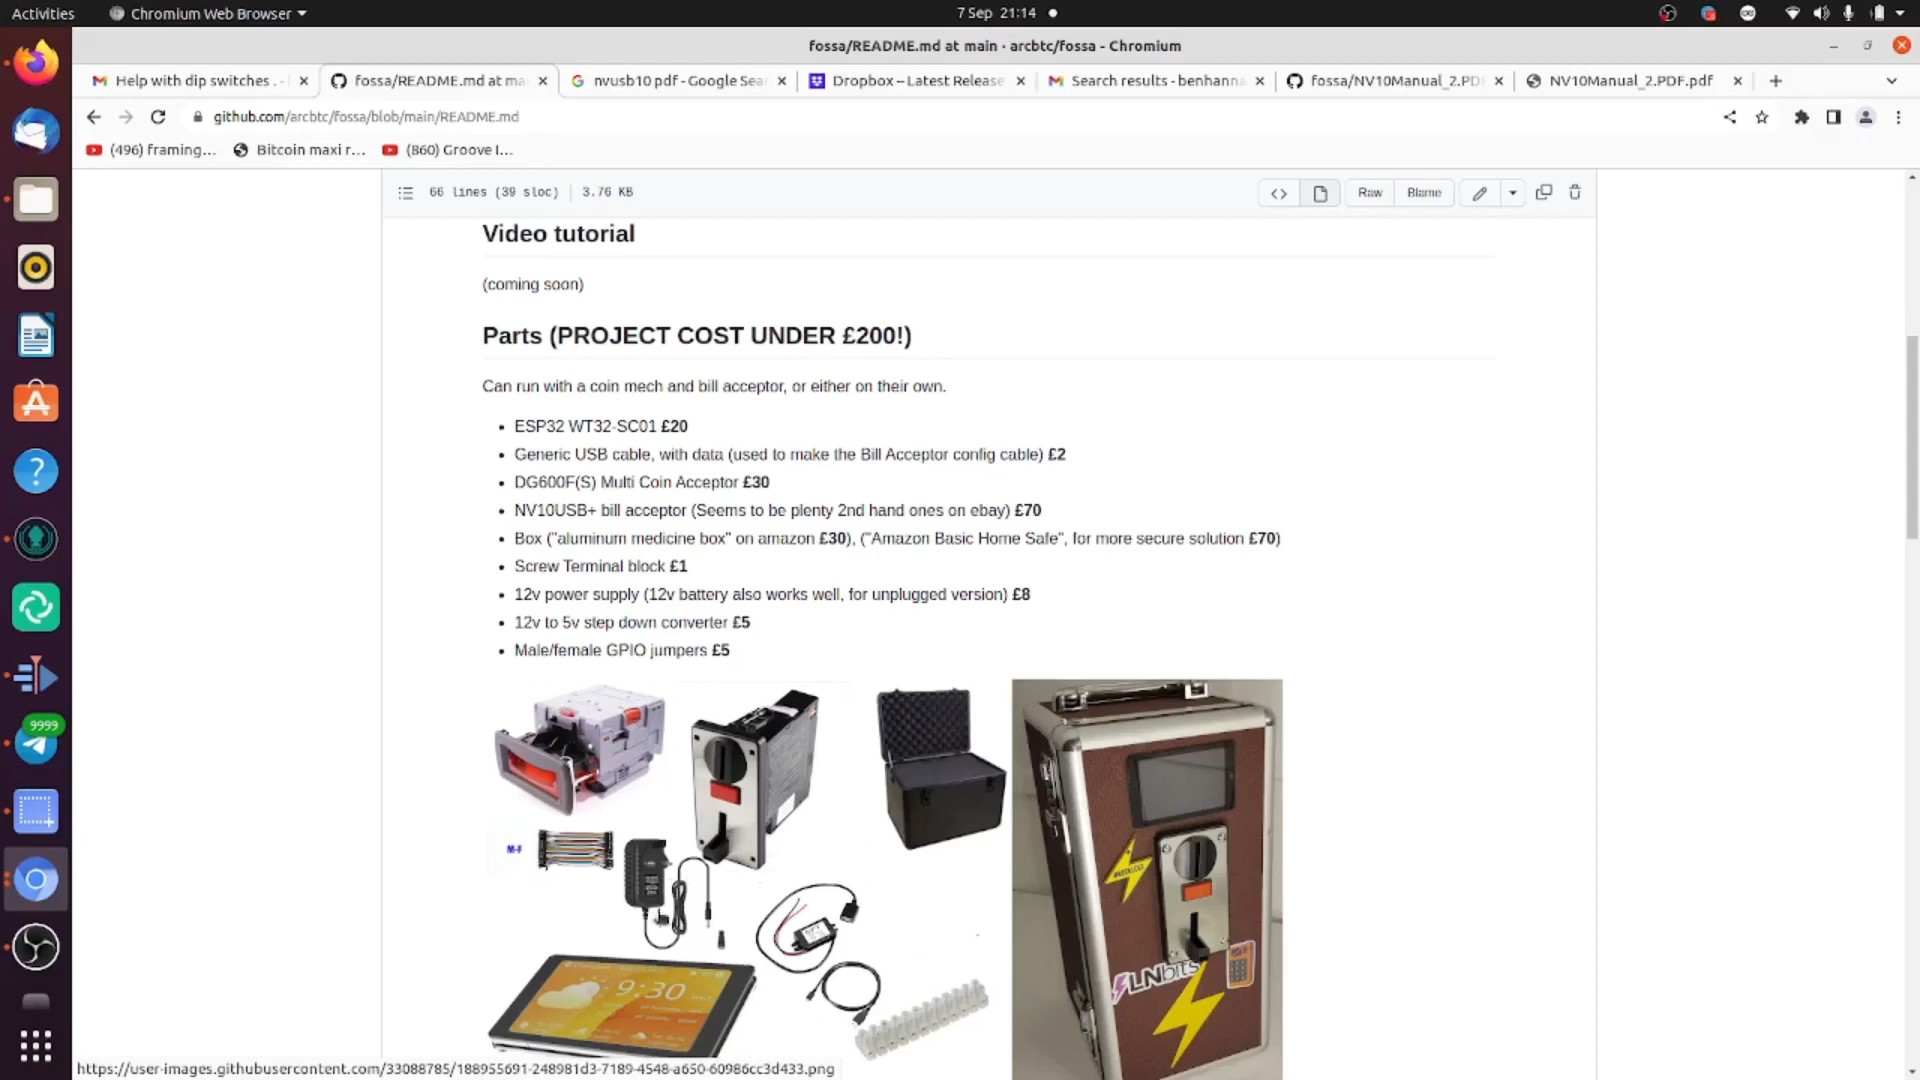 Activities
Chromium Web Browser
7 Sep 21:14
fossa/README.md at main · arcbtc/fossa - Chromium
Help with dip switches . -
fossa/README.md at mai
nvusb10 pdf - Google Sea
Dropbox – Latest Release
Search results - benhanna
fossa/NV10Manual_2.PDF
NV10Manual_2.PDF.pdf
github.com/arcbtc/fossa/blob/main/README.md
(496) framing...
Bitcoin maxi r...
(860) Groove I...
66 lines (39 sloc)
3.76 KB
Raw
Blame
Video tutorial
(coming soon)
Parts (PROJECT COST UNDER £200!)
Can run with a coin mech and bill acceptor, or either on their own.
• ESP32 WT32-SC01 £20
• Generic USB cable, with data (used to make the Bill Acceptor config cable) £2
• DG600F(S) Multi Coin Acceptor £30
• NV10USB+ bill acceptor (Seems to be plenty 2nd hand ones on ebay) £70
• Box ("aluminum medicine box" on amazon £30), ("Amazon Basic Home Safe", for more secure solution £70)
• Screw Terminal block £1
• 12v power supply (12v battery also works well, for unplugged version) £8
• 12v to 5v step down converter £5
• Male/female GPIO jumpers £5
9999
M-F
9:30
LNbits
https://user-images.githubusercontent.com/33088785/188955691-248981d3-7189-4548-a650-60986cc3d433.png